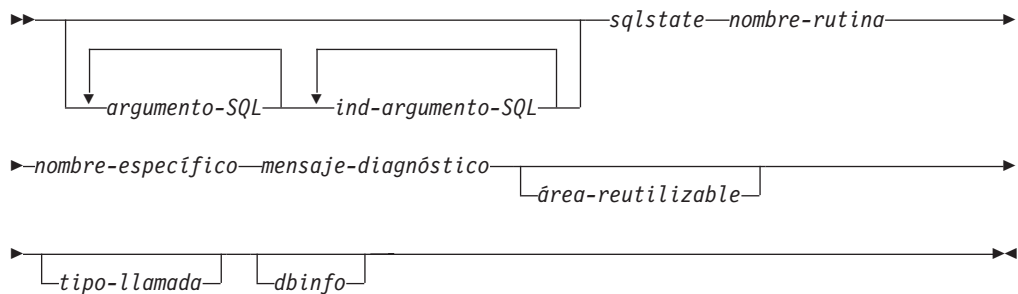 sqlstate nombre-rutina
argumento-SQL ind-argumento-SQL
nombre-específico mensaje-diagnóstico
área-reutilizable
tipo-llamada dbinfo